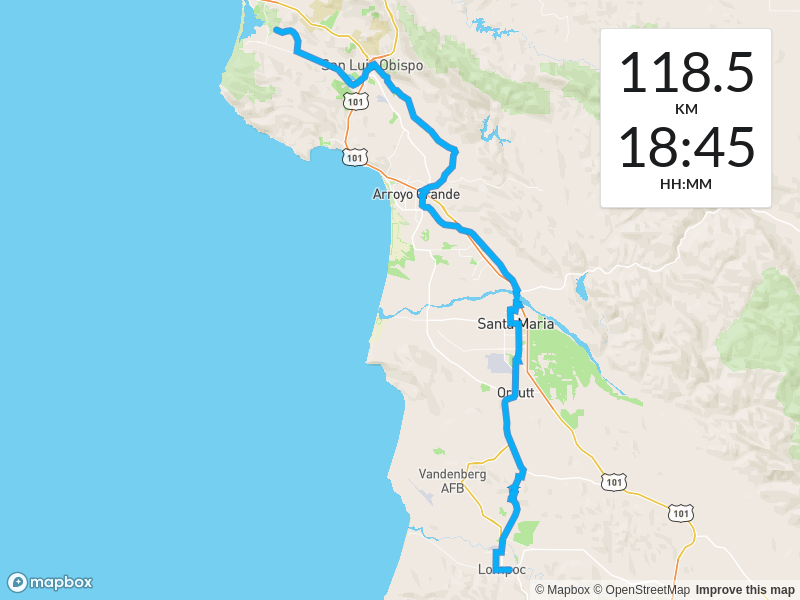 118.5
KM
18:45
HH:MM
San Luis Obispo
101
101
Arroyo Grande
Santa Maria
Orcutt
Vandenberg
AFB
101
101
Lompoc
mapbox
© Mapbox © OpenStreetMap Improve this map